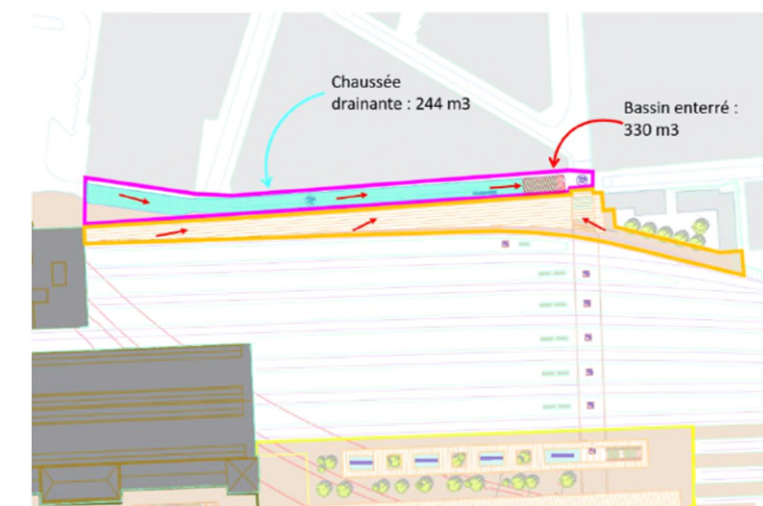 Chaussée
drainante : 244 m3
Bassin enterré :
330 m3